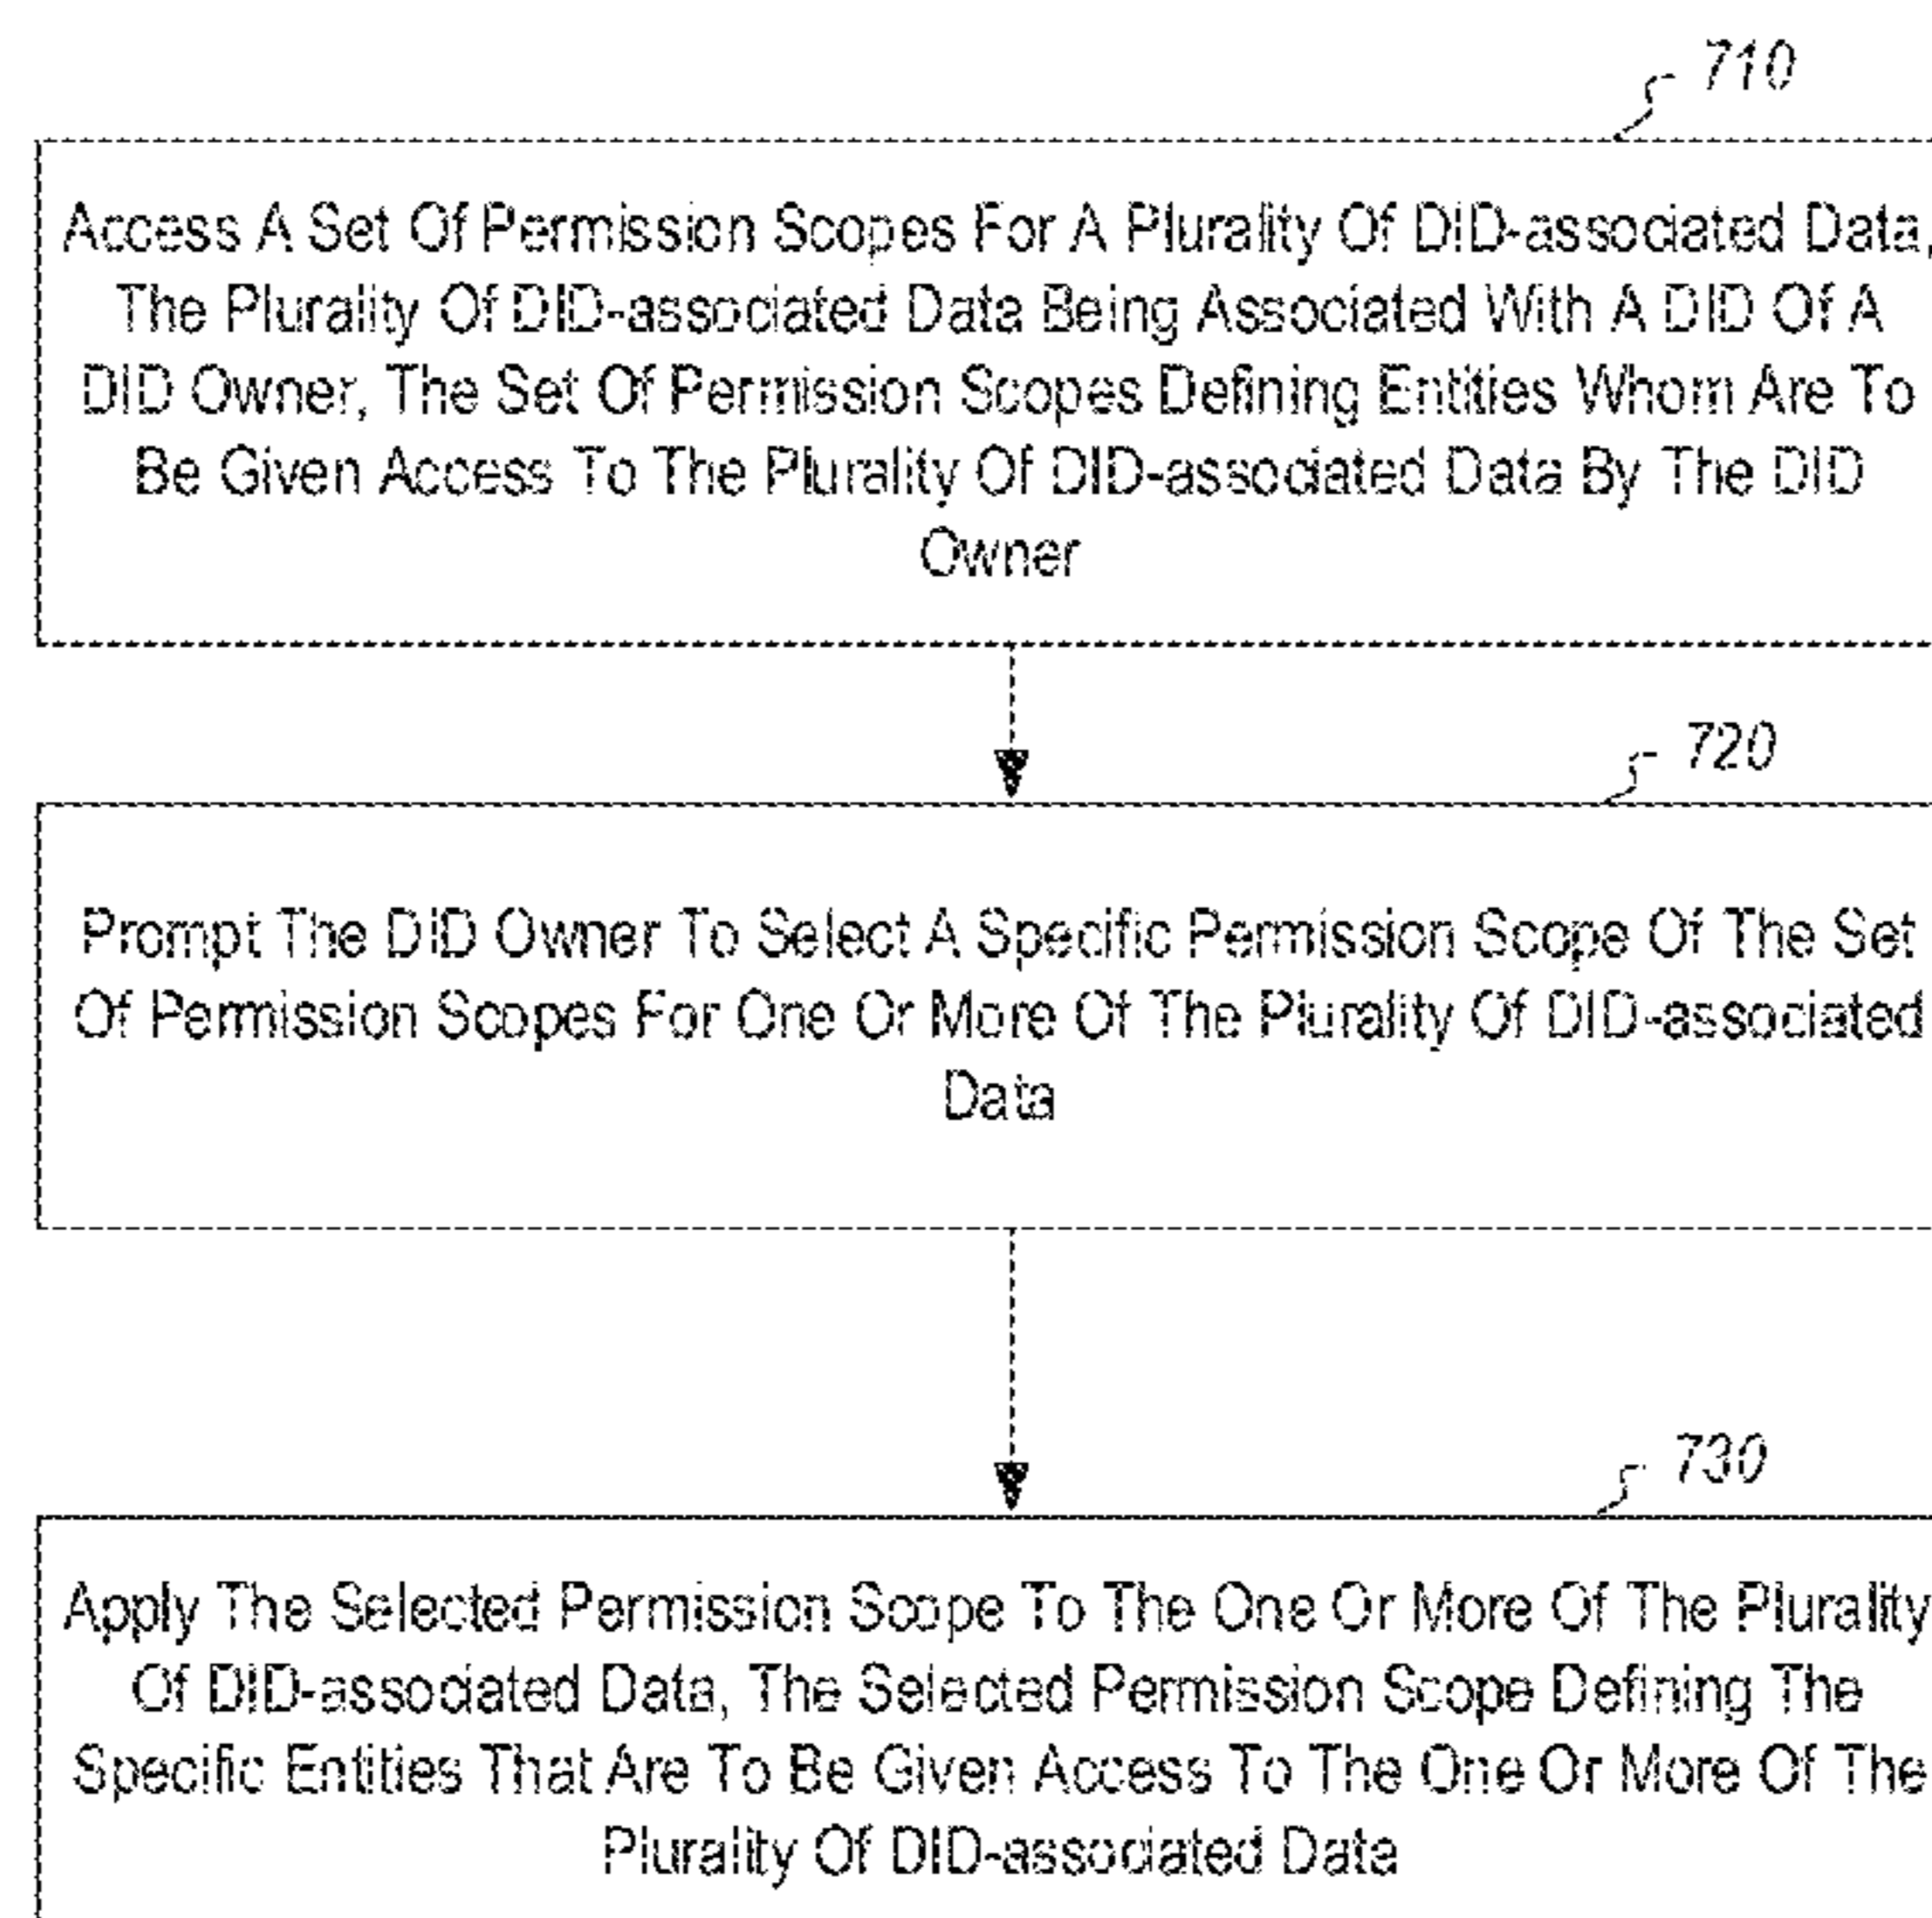 710
Access A Set Of Permission Scopes For A Plurality Of DID-associated Data,
The Plurality Of DID-associated Data Being Associated With A DID Of A
DID Owner, The Set Of Permission Scopes Defining Entities Whom Are To
Be Given Access To The Plurality Of DID-associated Data By The DID
Owner
720
Prompt The DID Owner To Select A Specific Permission Scope Of The Set
Of Permission Scopes For One Or More Of The Plurality Of DID-associated
Data
730
Apply The Selected Permission Scope To The One Or More Of The Plurality
Of DID-associated Data, The Selected Permission Scope Defining The
Specific Entities That Are To Be Given Access To The One Or More Of The
Plurality Of DID-associated Data